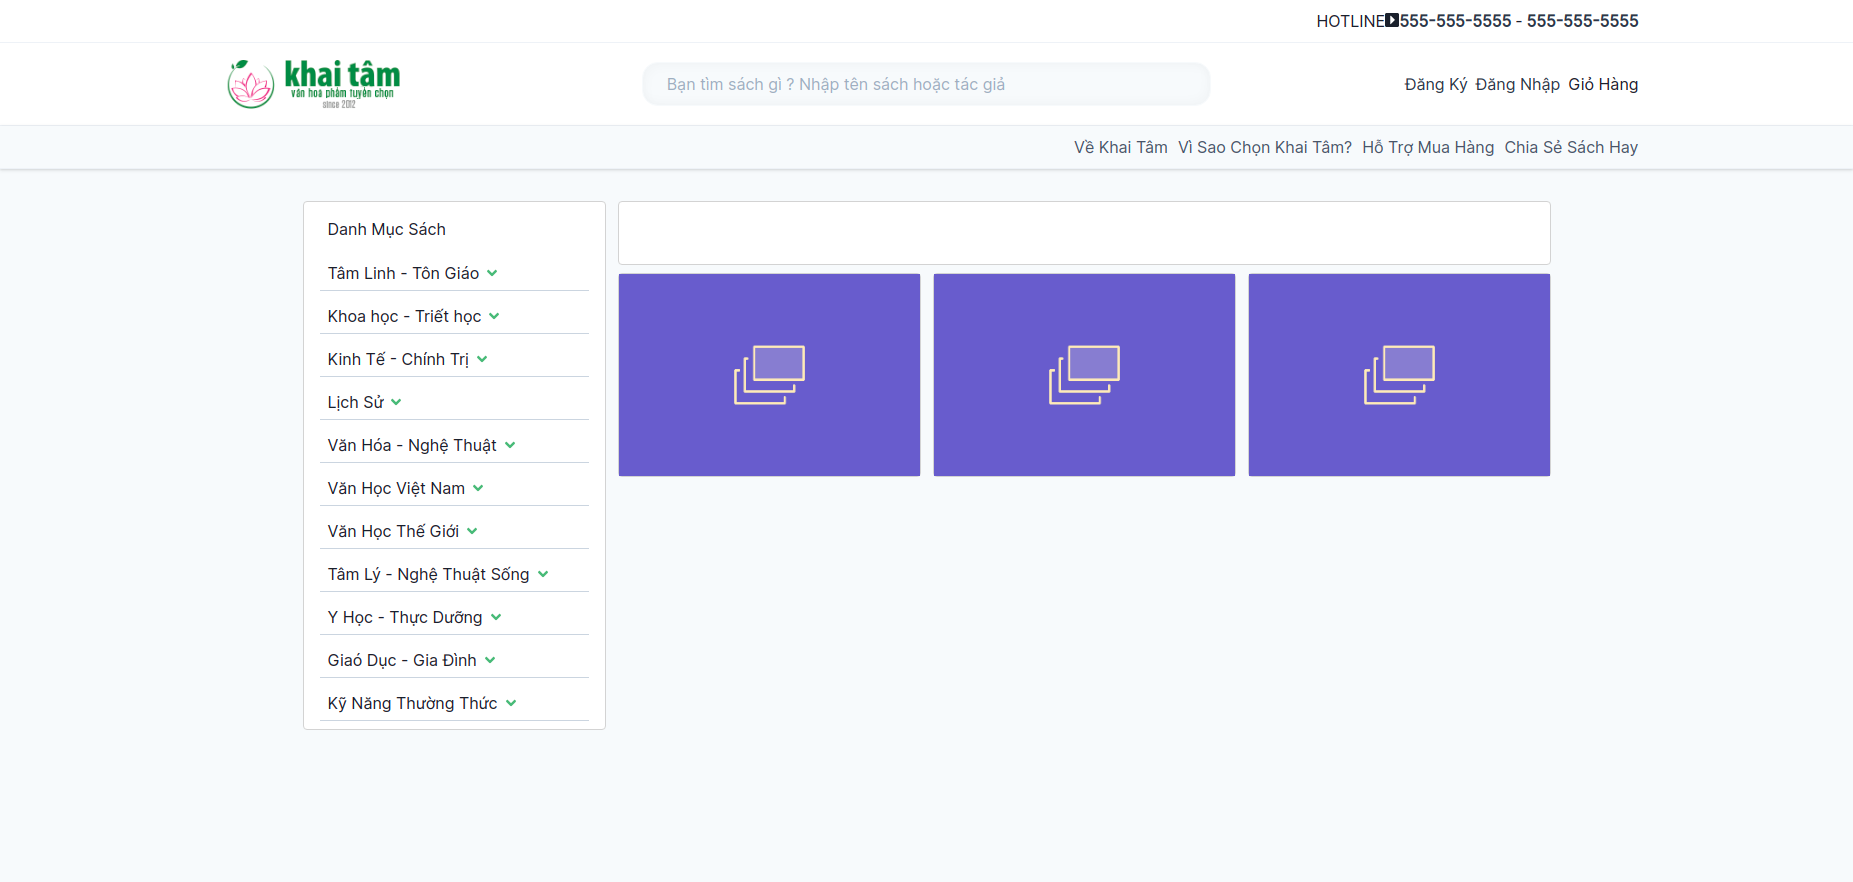 HOTLINE 555-555-5555 - 555-555-5555
khai tâm
văn hoa phẩm tuyển chọn
since 2012
Bạn tìm sách gì ? Nhập tên sách hoặc tác giả
Đăng Ký Đăng Nhập Giỏ Hàng
Về Khai Tâm Vì Sao Chọn Khai Tâm? Hỗ Trợ Mua Hàng Chia Sẻ Sách Hay
Danh Mục Sách
Tâm Linh - Tôn Giáo
Khoa học - Triết học
Kinh Tế - Chính Trị
Lịch Sử
Văn Hóa - Nghệ Thuật
Văn Học Việt Nam
Văn Học Thế Giới
Tâm Lý - Nghệ Thuật Sống
Y Học - Thực Dưỡng
Giaó Dục - Gia Đình
Kỹ Năng Thường Thức